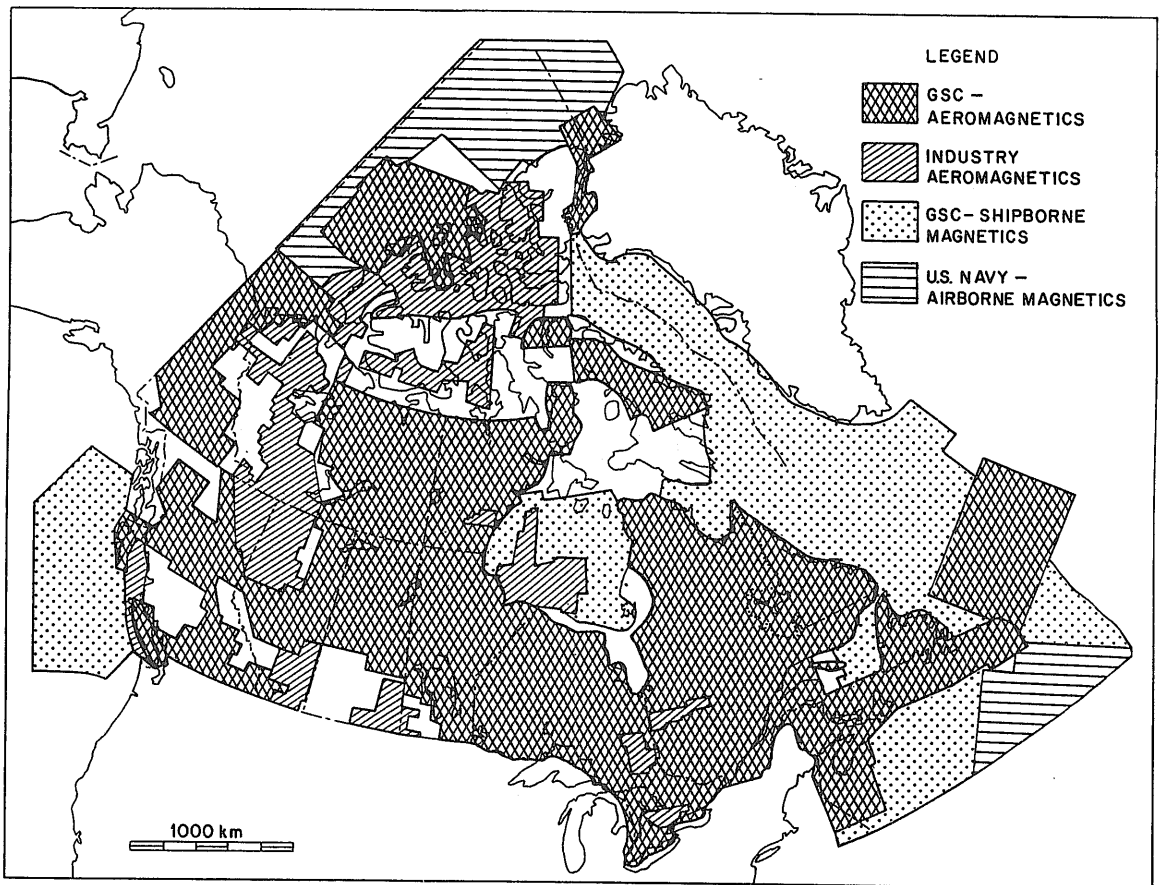 LEGEND
GSC –
AEROMAGNETICS
INDUSTRY
AEROMAGNETICS
GSC – SHIPBORNE
MAGNETICS
U.S. NAVY –
AIRBORNE MAGNETICS
1000 km